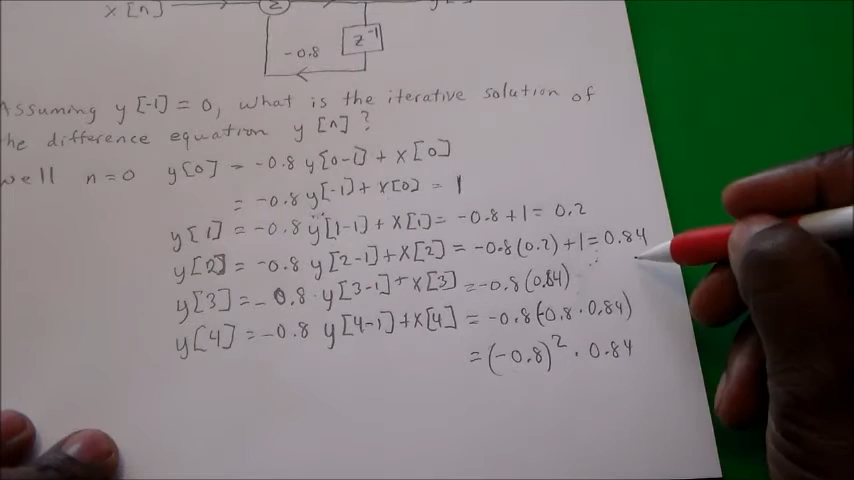 x[n]
Σ
z⁻¹
-0.8
Assuming y[-1] = 0, what is the iterative solution of
the difference equation y[n]?
well n=0 y[0] = -0.8 y[0-1] + x[0]
= -0.8 y[-1] + x[0] = 1
y[1] = -0.8 y[1-1] + x[1] = -0.8 + 1 = 0.2
y[2] = -0.8 y[2-1] + x[2] = -0.8(0.2) + 1 = 0.84
y[3] = -0.8 · y[3-1] + x[3] = -0.8(0.84)
y[4] = -0.8 y[4-1] + x[4] = -0.8(-0.8 · 0.84)
= (-0.8)² · 0.84